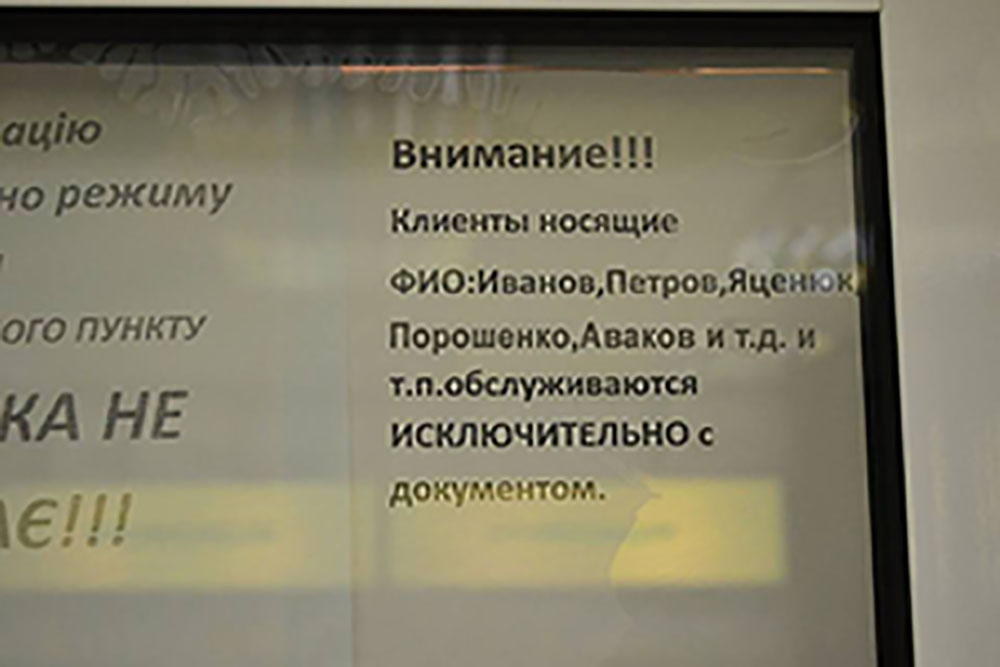 ацію
но режиму
ого пункту
КА НЕ
АЄ!!!
Внимание!!!
Клиенты носящие
ФИО:Иванов,Петров,Яценюк,
Порошенко,Аваков и т.д. и
т.п.обслуживаются
ИСКЛЮЧИТЕЛЬНО с
документом.